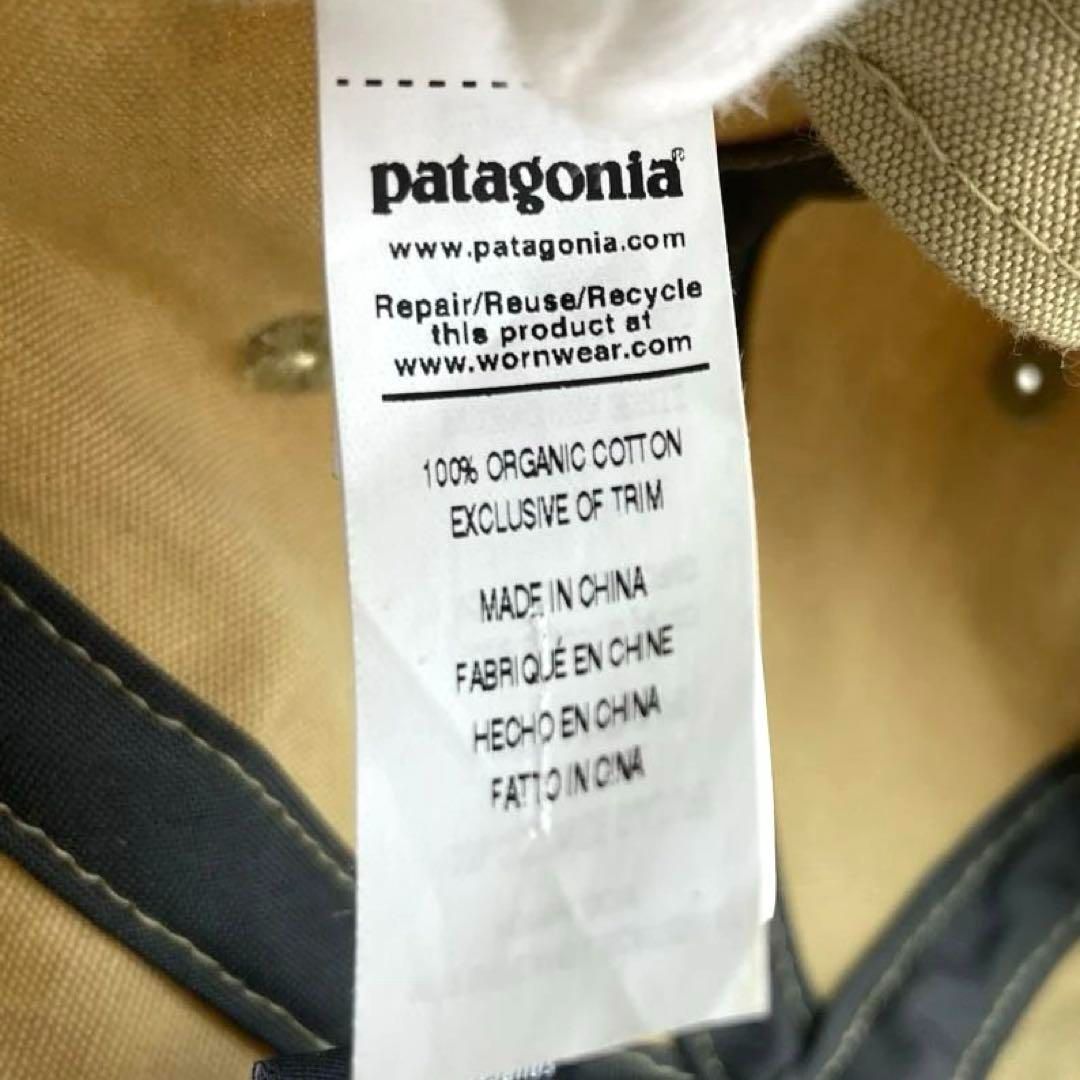 patagonia®
www.patagonia.com
Repair/Reuse/Recycle
this product at
www.wornwear.com
100% ORGANIC COTTON
EXCLUSIVE OF TRIM
MADE IN CHINA
FABRIQUÉ EN CHINE
HECHO EN CHINA
FATTO IN CINA